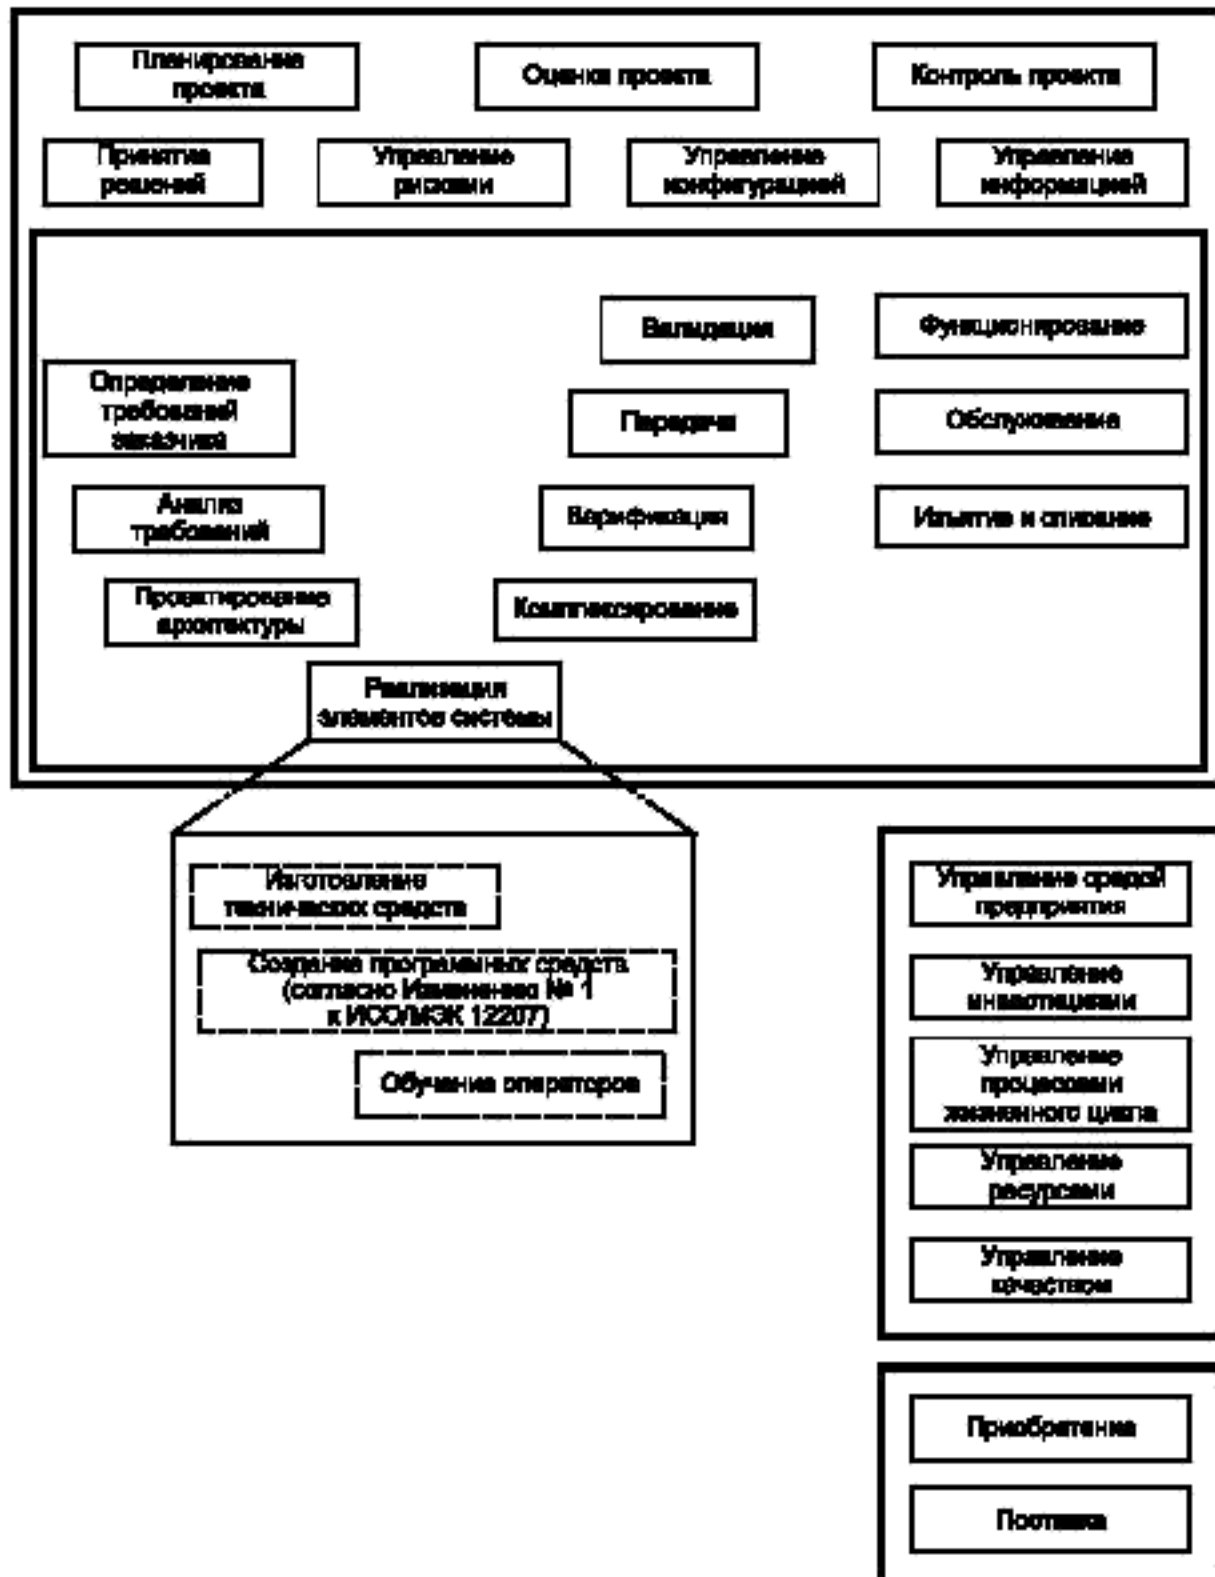 Планирование
проекта
Оценка проекта
Контроль проекта
Принятие
решений
Управление
рисками
Управление
конфигурацией
Управление
информацией
Валидация
Функционирование
Определение
требований
заказчика
Передача
Обслуживание
Анализ
требований
Верификация
Изъятие и списание
Проектирование
архитектуры
Комплексирование
Реализация
элементов системы
Изготовление
технических средств
Создание программных средств
(согласно Изменению № 1
к ИСО/МЭК 12207)
Обучение операторов
Управление средой
предприятия
Управление
инвестициями
Управление
процессами
жизненного цикла
Управление
ресурсами
Управление
качеством
Приобретение
Поставка